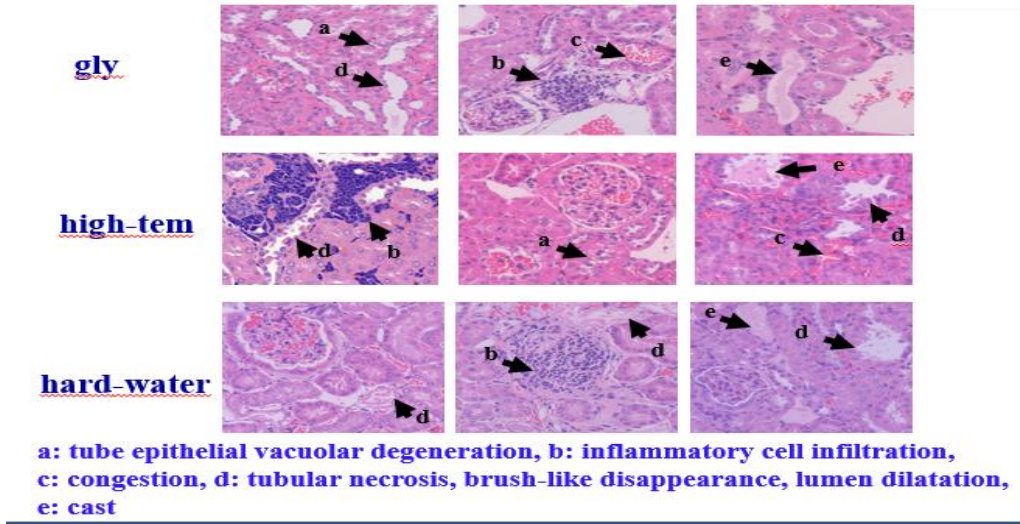 gly
a
d
b
c
e
high-tem
d
b
a
e
c
d
hard-water
d
b
d
e
d
a: tube epithelial vacuolar degeneration, b: inflammatory cell infiltration,
c: congestion, d: tubular necrosis, brush-like disappearance, lumen dilatation,
e: cast